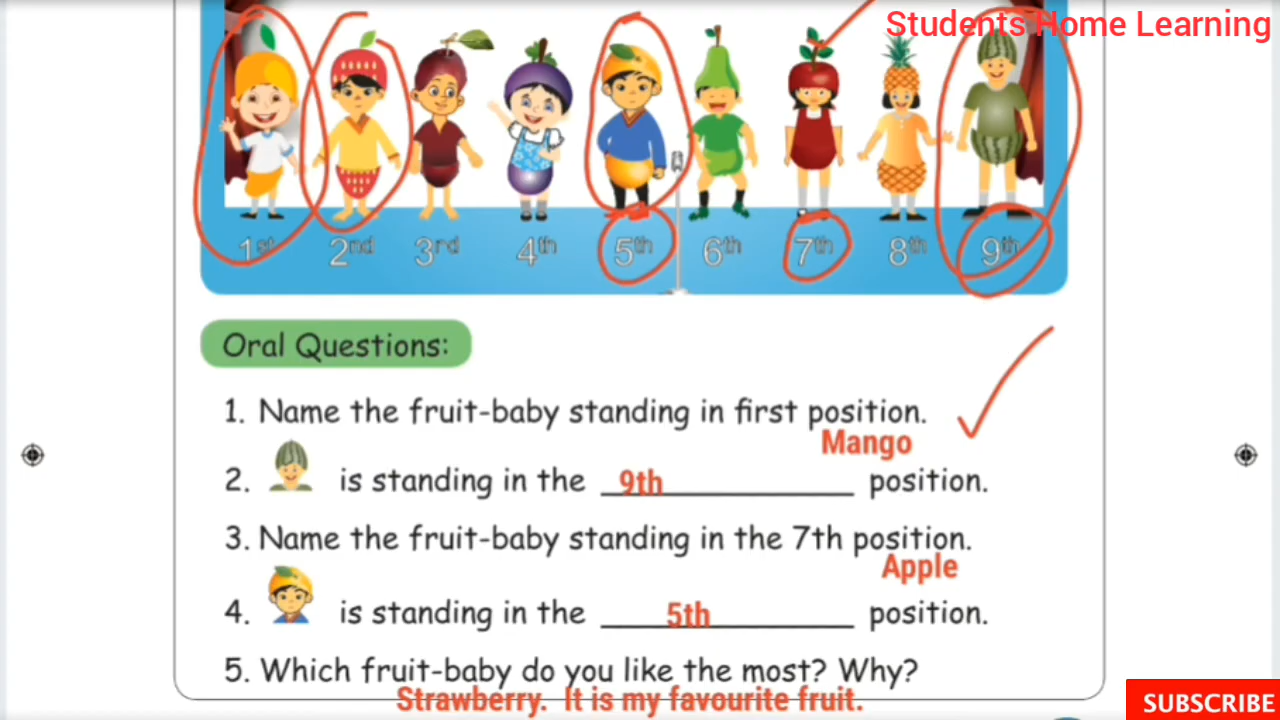 Students Home Learning
1st 2nd 3rd 4th 5th 6th 7th 8th 9th
Oral Questions:
1. Name the fruit-baby standing in first position.
Mango
2. is standing in the 9th position.
3. Name the fruit-baby standing in the 7th position.
Apple
4. is standing in the 5th position.
5. Which fruit-baby do you like the most? Why?
Strawberry. It is my favourite fruit.
SUBSCRIBE